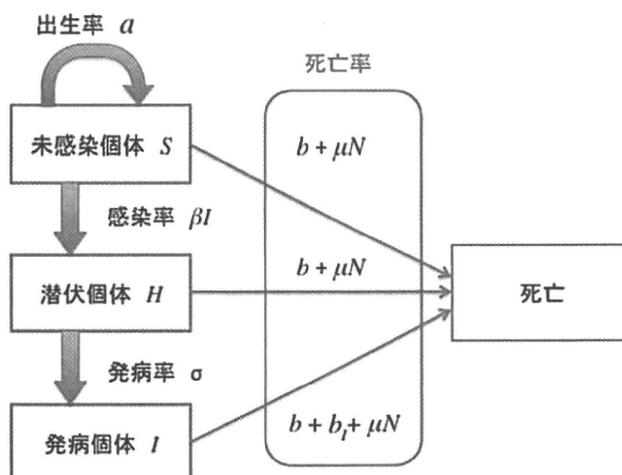 出生率 a
死亡率
未感染個体 S
b + μN
感染率 βI
潜伏個体 H
b + μN
死亡
発病率 σ
発病個体 I
b + b_I + μN